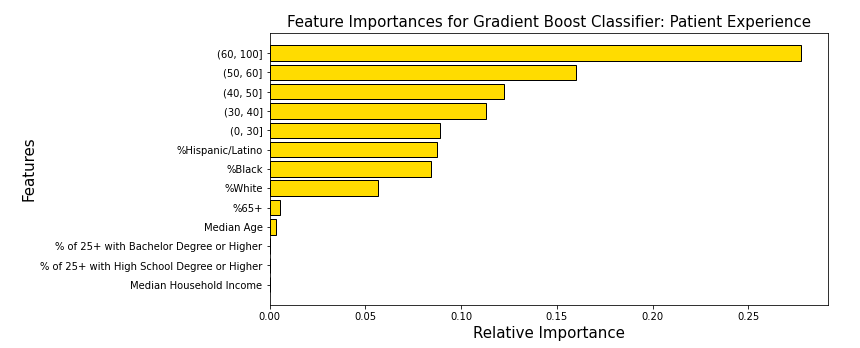 Feature Importances for Gradient Boost Classifier: Patient Experience
Features
(60, 100]
(50, 60]
(40, 50]
(30, 40]
(0, 30]
%Hispanic/Latino
%Black
%White
%65+
Median Age
% of 25+ with Bachelor Degree or Higher
% of 25+ with High School Degree or Higher
Median Household Income
0.00 0.05 0.10 0.15 0.20 0.25
Relative Importance